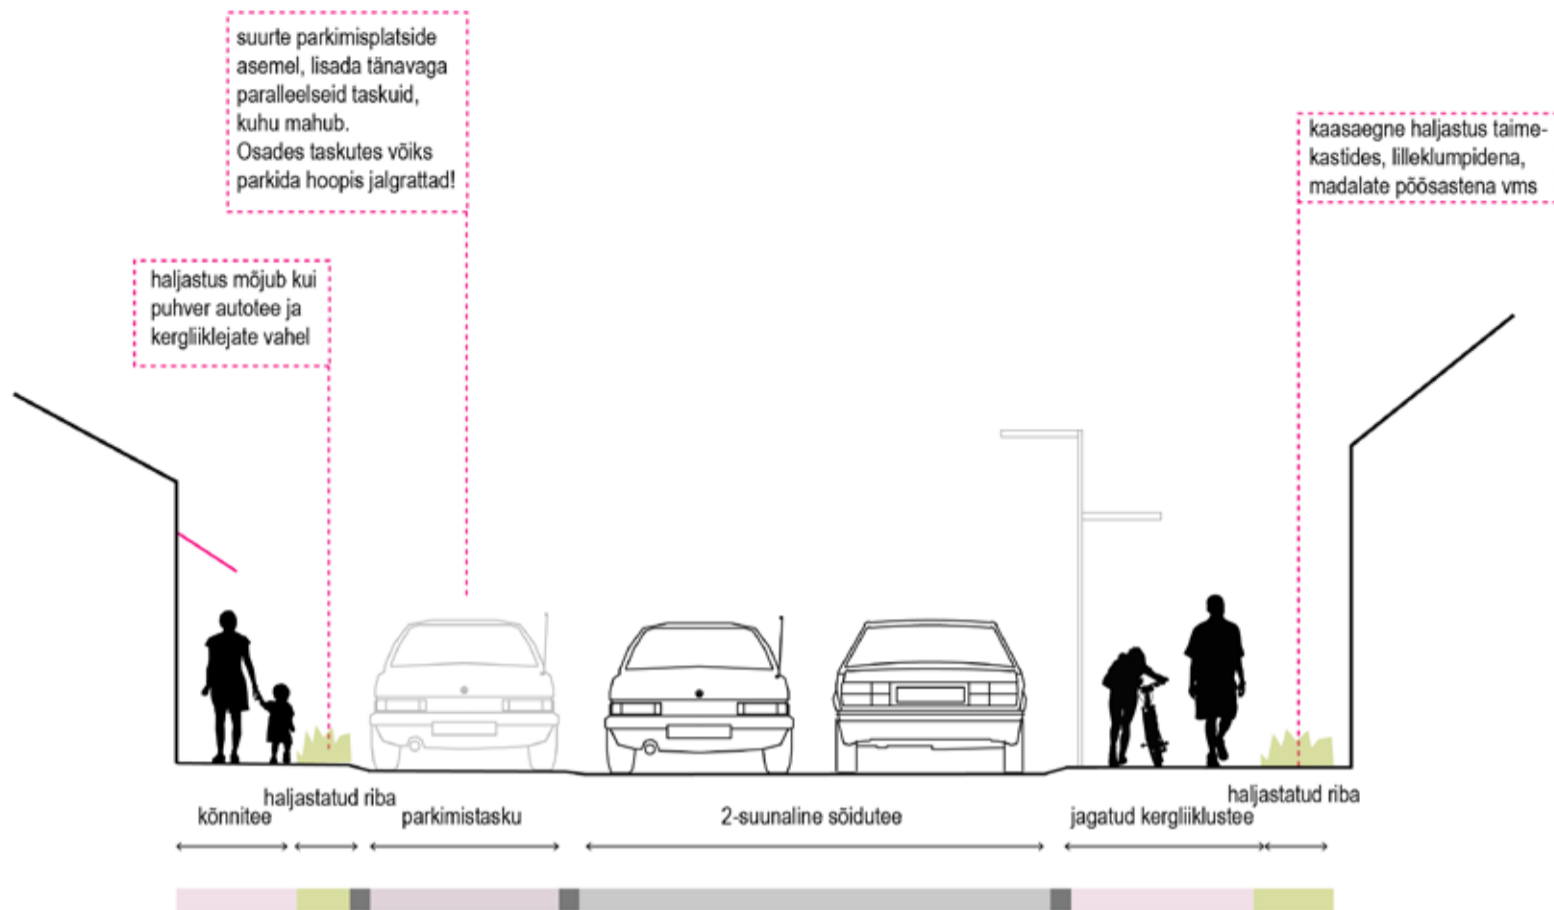 suurte parkimisplatside
asemel, lisada tänavaga
paralleelseid taskuid,
kuhu mahub.
Osades taskutes võiks
parkida hoopis jalgrattad!
kaasaegne haljastus taime-
kastides, lilleklumpidena,
madalate põõsastena vms
haljastus mõjub kui
puhver autotee ja
kergliiklejate vahel
kõnnitee
haljastatud riba
parkimistasku
2-suunaline sõidutee
jagatud kergliiklustee
haljastatud riba